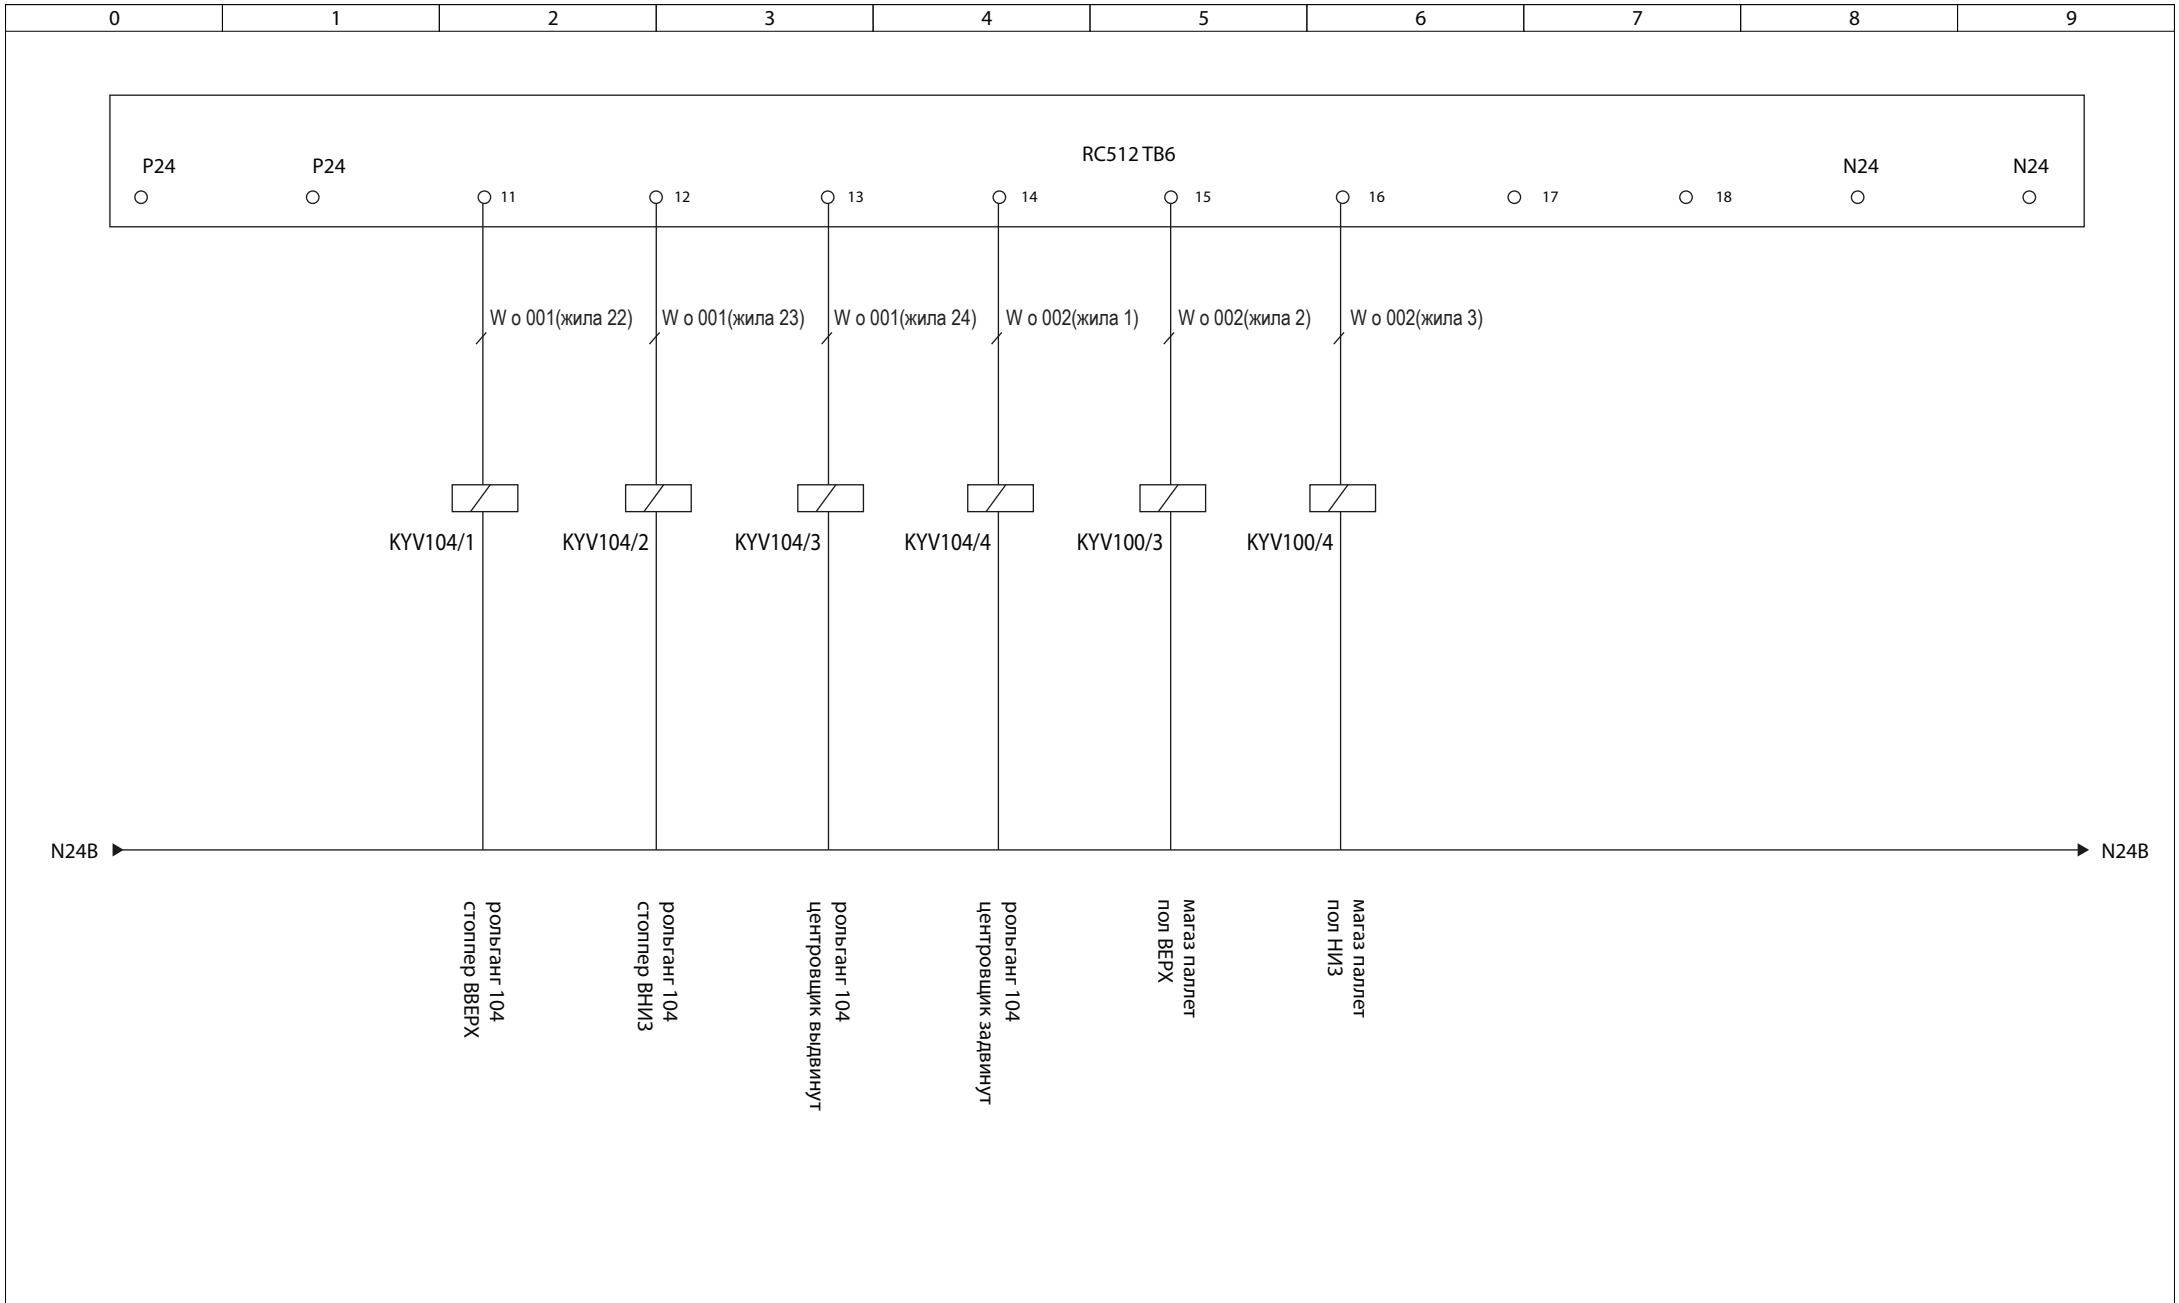 0 1 2 3 4 5 6 7 8 9
RC512 TB6
P24 P24 N24 N24
11 12 13 14 15 16 17 18
W o 001(жила 22) W o 001(жила 23) W o 001(жила 24) W o 002(жила 1) W o 002(жила 2) W o 002(жила 3)
KYV104/1 KYV104/2 KYV104/3 KYV104/4 KYV100/3 KYV100/4
N24B N24B
рольганг 104
стоппер ВВЕРХ
рольганг 104
стоппер ВНИЗ
рольганг 104
центровщик выдвинут
рольганг 104
центровщик задвинут
магаз паллет
пол ВЕРХ
магаз паллет
пол НИЗ